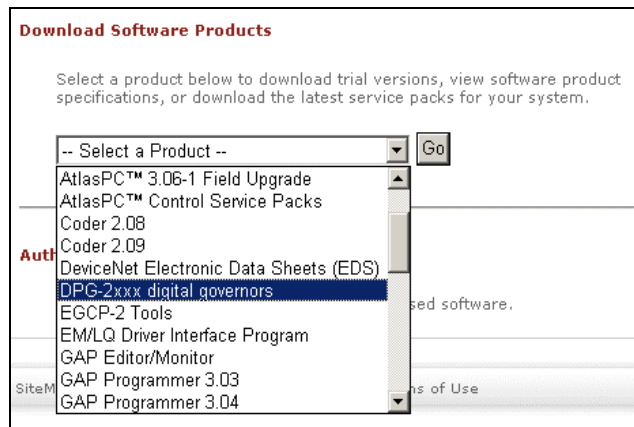 Download Software Products
Select a product below to download trial versions, view software product
specifications, or download the latest service packs for your system.
-- Select a Product --
Go
AtlasPC™ 3.06-1 Field Upgrade
AtlasPC™ Control Service Packs
Coder 2.08
Coder 2.09
Auth
DeviceNet Electronic Data Sheets (EDS)
DPG-2xxx digital governors
sed software.
EGCP-2 Tools
EM/LQ Driver Interface Program
GAP Editor/Monitor
GAP Programmer 3.03
SiteM
ns of Use
GAP Programmer 3.04